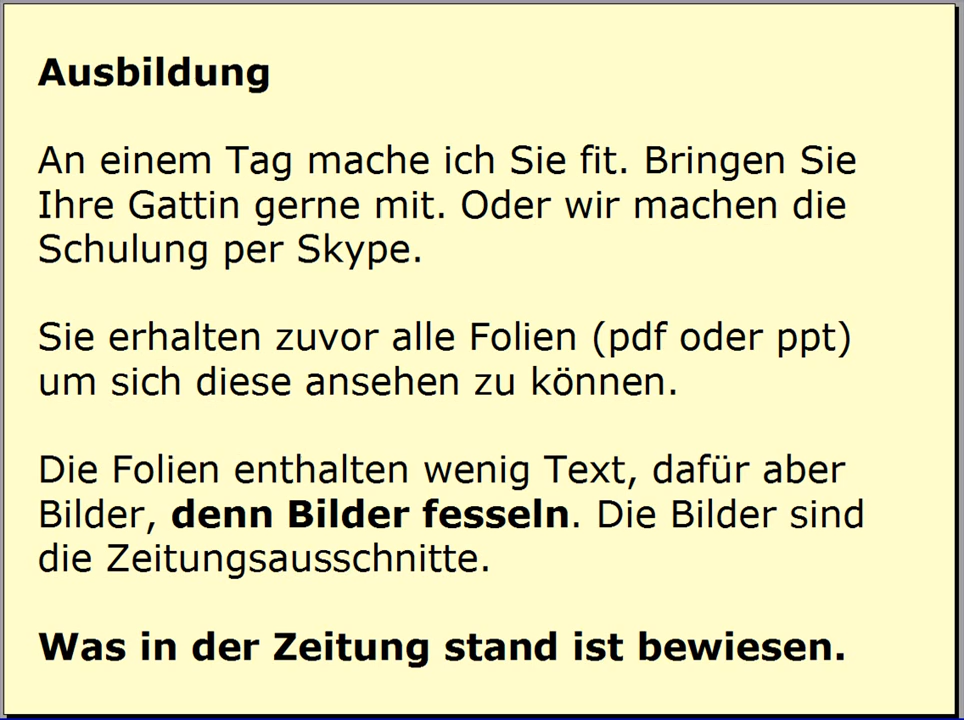 Ausbildung
An einem Tag mache ich Sie fit. Bringen Sie
Ihre Gattin gerne mit. Oder wir machen die
Schulung per Skype.
Sie erhalten zuvor alle Folien (pdf oder ppt)
um sich diese ansehen zu können.
Die Folien enthalten wenig Text, dafür aber
Bilder, denn Bilder fesseln. Die Bilder sind
die Zeitungsausschnitte.
Was in der Zeitung stand ist bewiesen.